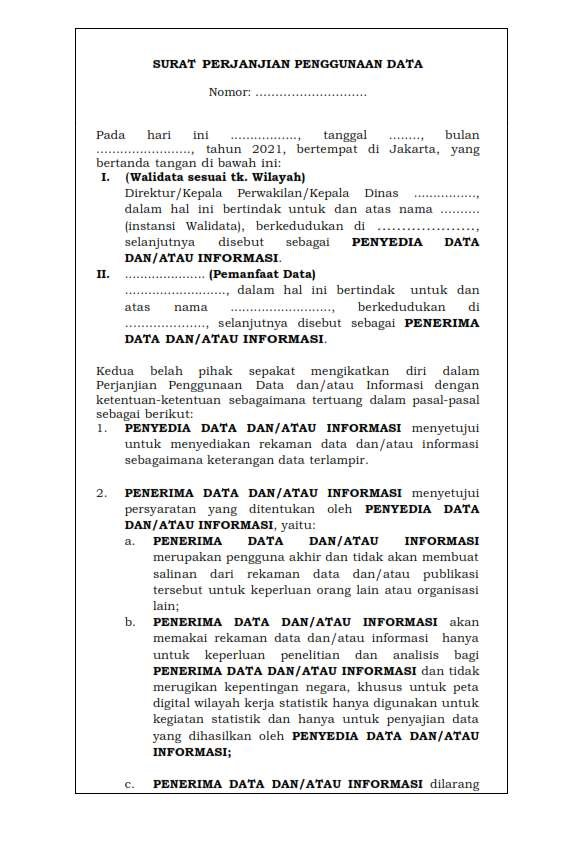 SURAT PERJANJIAN PENGGUNAAN DATA
Nomor: ............................
Pada hari ini ................., tanggal ........, bulan
........................, tahun 2021, bertempat di Jakarta, yang
bertanda tangan di bawah ini:
I. (Walidata sesuai tk. Wilayah)
Direktur/Kepala Perwakilan/Kepala Dinas ................,
dalam hal ini bertindak untuk dan atas nama ..........
(instansi Walidata), berkedudukan di ....................,
selanjutnya disebut sebagai PENYEDIA DATA
DAN/ATAU INFORMASI.
II. .................... (Pemanfaat Data)
........................., dalam hal ini bertindak untuk dan
atas nama ........................., berkedudukan di
...................., selanjutnya disebut sebagai PENERIMA
DATA DAN/ATAU INFORMASI.
Kedua belah pihak sepakat mengikatkan diri dalam
Perjanjian Penggunaan Data dan/atau Informasi dengan
ketentuan-ketentuan sebagaimana tertuang dalam pasal-pasal
sebagai berikut:
1. PENYEDIA DATA DAN/ATAU INFORMASI menyetujui
untuk menyediakan rekaman data dan/atau informasi
sebagaimana keterangan data terlampir.
2. PENERIMA DATA DAN/ATAU INFORMASI menyetujui
persyaratan yang ditentukan oleh PENYEDIA DATA
DAN/ATAU INFORMASI, yaitu:
a. PENERIMA DATA DAN/ATAU INFORMASI
merupakan pengguna akhir dan tidak akan membuat
salinan dari rekaman data dan/atau publikasi
tersebut untuk keperluan orang lain atau organisasi
lain;
b. PENERIMA DATA DAN/ATAU INFORMASI akan
memakai rekaman data dan/atau informasi hanya
untuk keperluan penelitian dan analisis bagi
PENERIMA DATA DAN/ATAU INFORMASI dan tidak
merugikan kepentingan negara, khusus untuk peta
digital wilayah kerja statistik hanya digunakan untuk
kegiatan statistik dan hanya untuk penyajian data
yang dihasilkan oleh PENYEDIA DATA DAN/ATAU
INFORMASI;
c. PENERIMA DATA DAN/ATAU INFORMASI dilarang